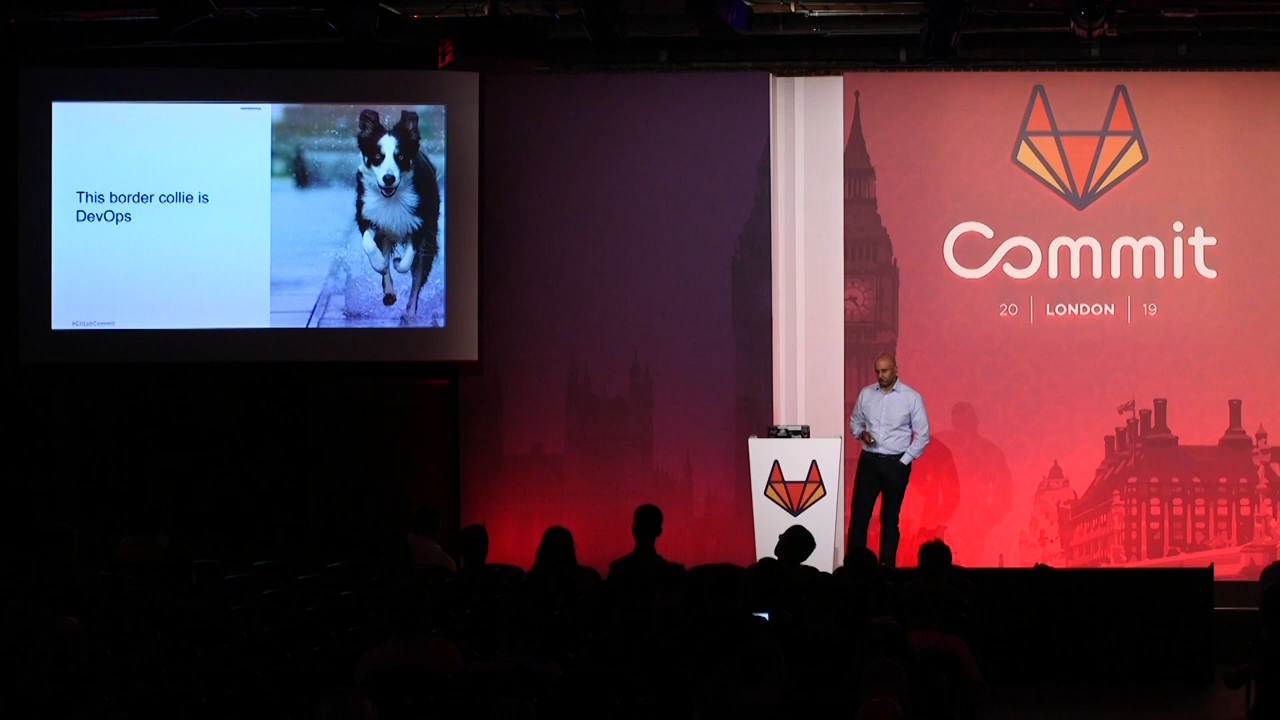 This border collie is
DevOps
#GitLabCommit
Commit
20 | LONDON | 19